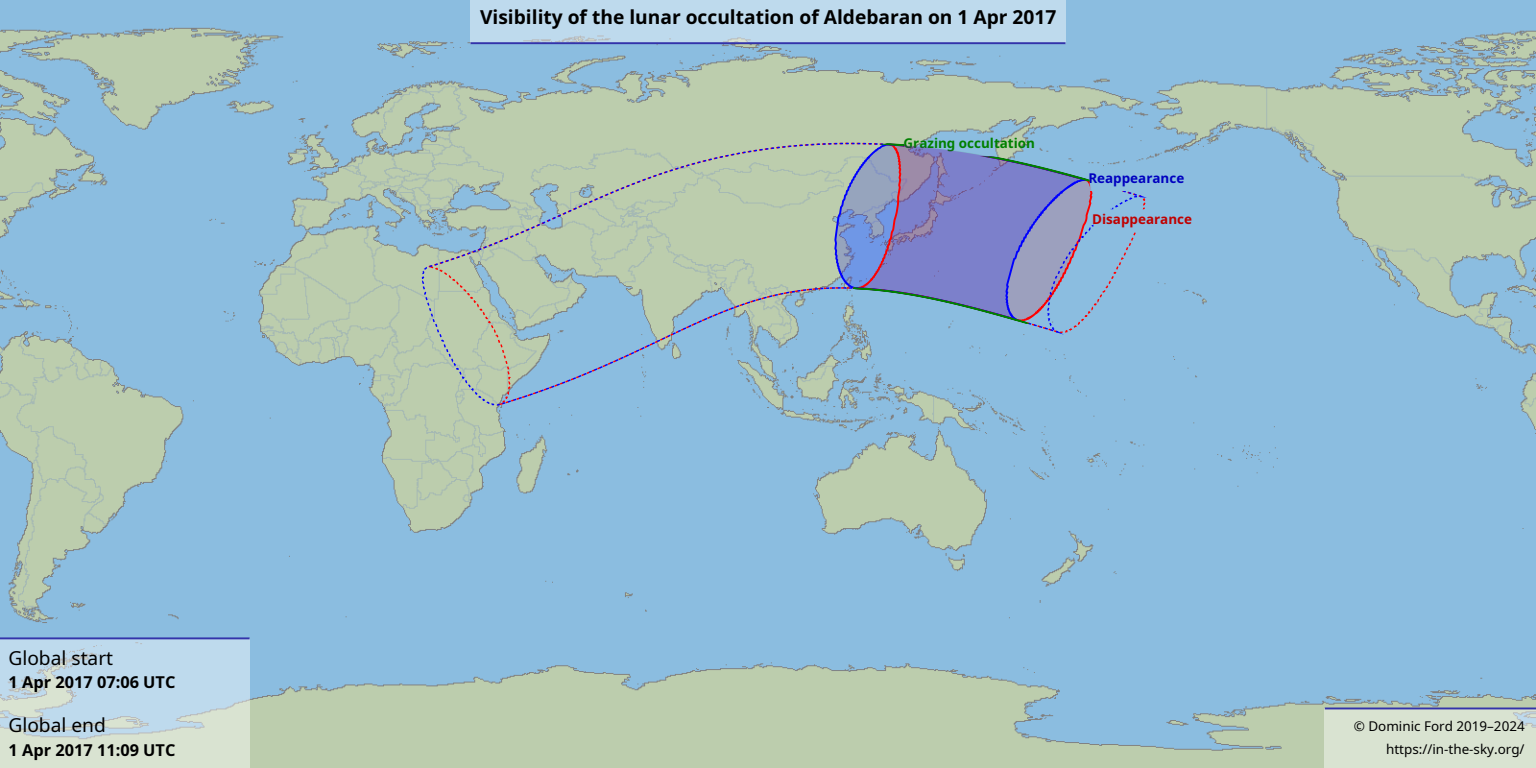 Visibility of the lunar occultation of Aldebaran on 1 Apr 2017
Grazing occultation
Reappearance
Disappearance
Global start
1 Apr 2017 07:06 UTC
Global end
1 Apr 2017 11:09 UTC
© Dominic Ford 2019–2024
https://in-the-sky.org/